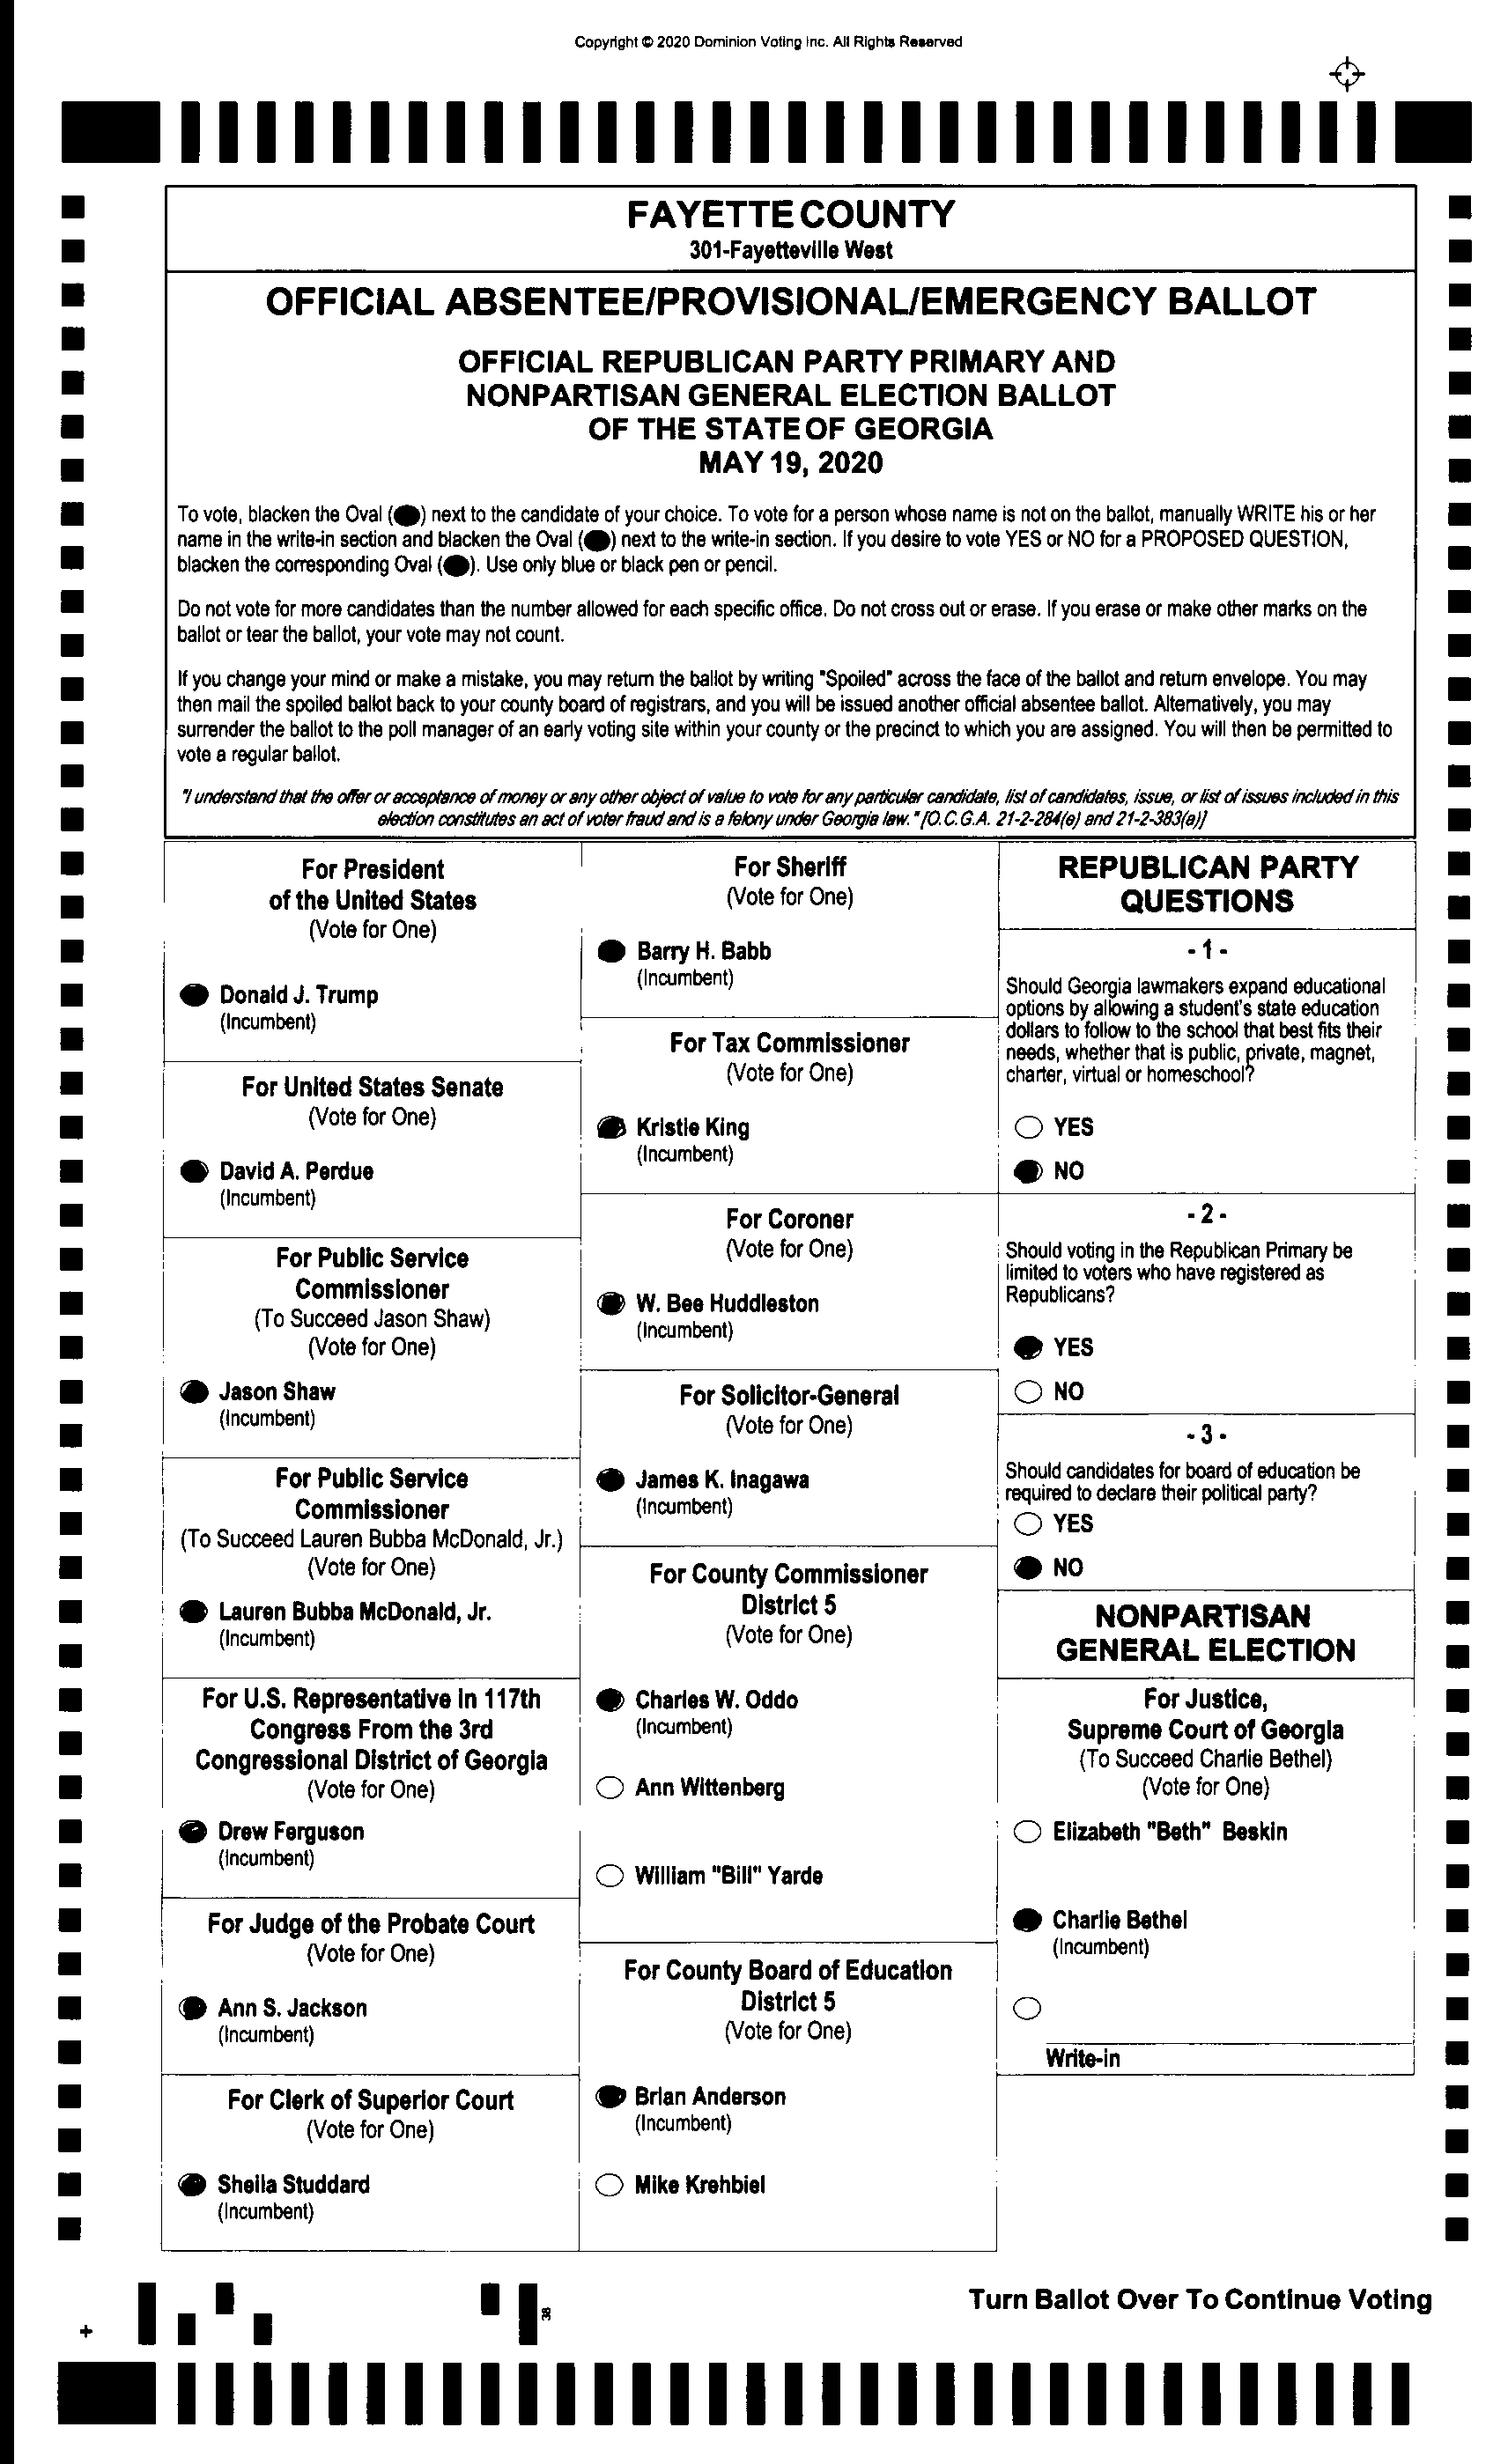 Copyright © 2020 Dominion Voting Inc. All Rights Reserved
FAYETTE COUNTY
301-Fayetteville West
OFFICIAL ABSENTEE/PROVISIONAL/EMERGENCY BALLOT
OFFICIAL REPUBLICAN PARTY PRIMARY AND
NONPARTISAN GENERAL ELECTION BALLOT
OF THE STATE OF GEORGIA
MAY 19, 2020
To vote, blacken the Oval (●) next to the candidate of your choice. To vote for a person whose name is not on the ballot, manually WRITE his or her
name in the write-in section and blacken the Oval (●) next to the write-in section. If you desire to vote YES or NO for a PROPOSED QUESTION,
blacken the corresponding Oval (●). Use only blue or black pen or pencil.
Do not vote for more candidates than the number allowed for each specific office. Do not cross out or erase. If you erase or make other marks on the
ballot or tear the ballot, your vote may not count.
If you change your mind or make a mistake, you may return the ballot by writing "Spoiled" across the face of the ballot and return envelope. You may
then mail the spoiled ballot back to your county board of registrars, and you will be issued another official absentee ballot. Alternatively, you may
surrender the ballot to the poll manager of an early voting site within your county or the precinct to which you are assigned. You will then be permitted to
vote a regular ballot.
"I understand that the offer or acceptance of money or any other object of value to vote for any particular candidate, list of candidates, issue, or list of issues included in this
election constitutes an act of voter fraud and is a felony under Georgia law." [O.C.G.A. 21-2-284(e) and 21-2-383(a)]
For President
of the United States
(Vote for One)
Donald J. Trump
(Incumbent)
For United States Senate
(Vote for One)
David A. Perdue
(Incumbent)
For Public Service
Commissioner
(To Succeed Jason Shaw)
(Vote for One)
Jason Shaw
(Incumbent)
For Public Service
Commissioner
(To Succeed Lauren Bubba McDonald, Jr.)
(Vote for One)
Lauren Bubba McDonald, Jr.
(Incumbent)
For U.S. Representative in 117th
Congress From the 3rd
Congressional District of Georgia
(Vote for One)
Drew Ferguson
(Incumbent)
For Judge of the Probate Court
(Vote for One)
Ann S. Jackson
(Incumbent)
For Clerk of Superior Court
(Vote for One)
Sheila Studdard
(Incumbent)
For Sheriff
(Vote for One)
Barry H. Babb
(Incumbent)
For Tax Commissioner
(Vote for One)
Kristie King
(Incumbent)
For Coroner
(Vote for One)
W. Bee Huddleston
(Incumbent)
For Solicitor-General
(Vote for One)
James K. Inagawa
(Incumbent)
For County Commissioner
District 5
(Vote for One)
Charles W. Oddo
(Incumbent)
Ann Wittenberg
William "Bill" Yarde
For County Board of Education
District 5
(Vote for One)
Brian Anderson
(Incumbent)
Mike Krehbiel
REPUBLICAN PARTY
QUESTIONS
- 1 -
Should Georgia lawmakers expand educational
options by allowing a student's state education
dollars to follow to the school that best fits their
needs, whether that is public, private, magnet,
charter, virtual or homeschool?
YES
NO
- 2 -
Should voting in the Republican Primary be
limited to voters who have registered as
Republicans?
YES
NO
- 3 -
Should candidates for board of education be
required to declare their political party?
YES
NO
NONPARTISAN
GENERAL ELECTION
For Justice,
Supreme Court of Georgia
(To Succeed Charlie Bethel)
(Vote for One)
Elizabeth "Beth" Beskin
Charlie Bethel
(Incumbent)
Write-in
Turn Ballot Over To Continue Voting
38